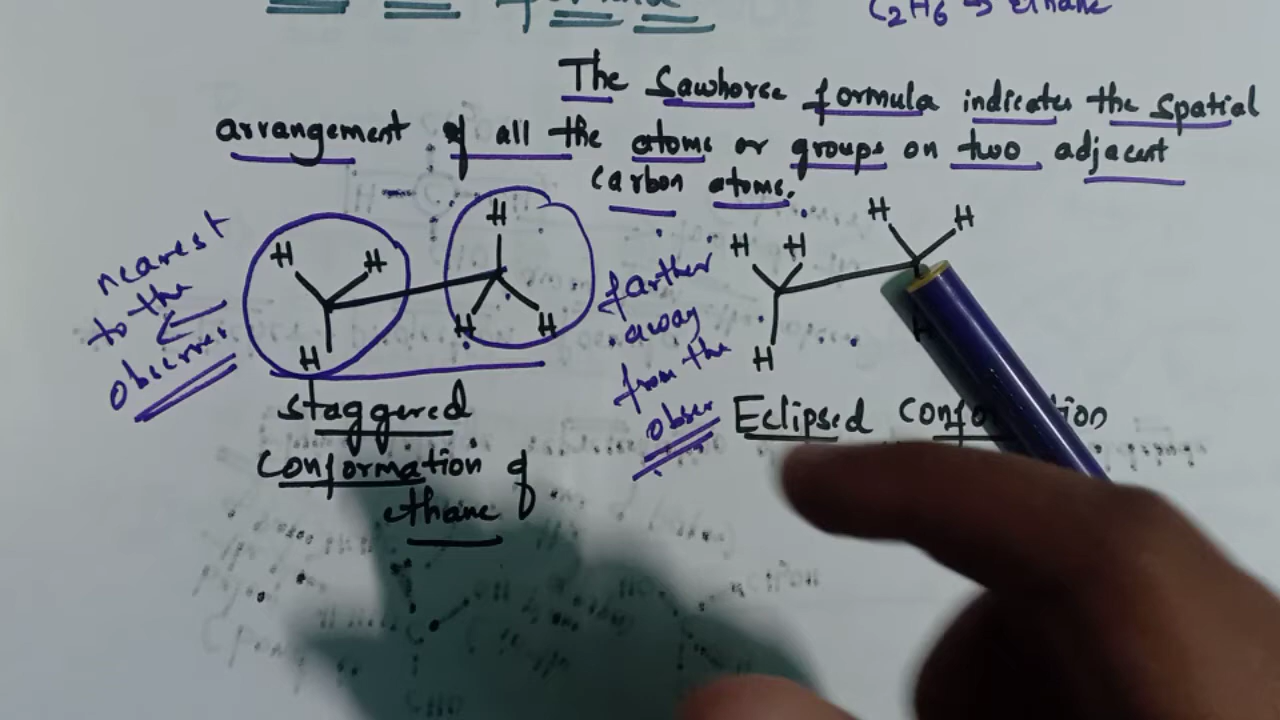 C2H6 → ethane
The Sawhorse formula indicates the Spatial
arrangement of all the atoms or groups on two adjacent
carbon atoms.
nearest
to the
observer
H
H
H
H
H
H
farther
away
from the
obser
H H
H
H H
H
Staggered
Conformation of
ethane
Eclipsed